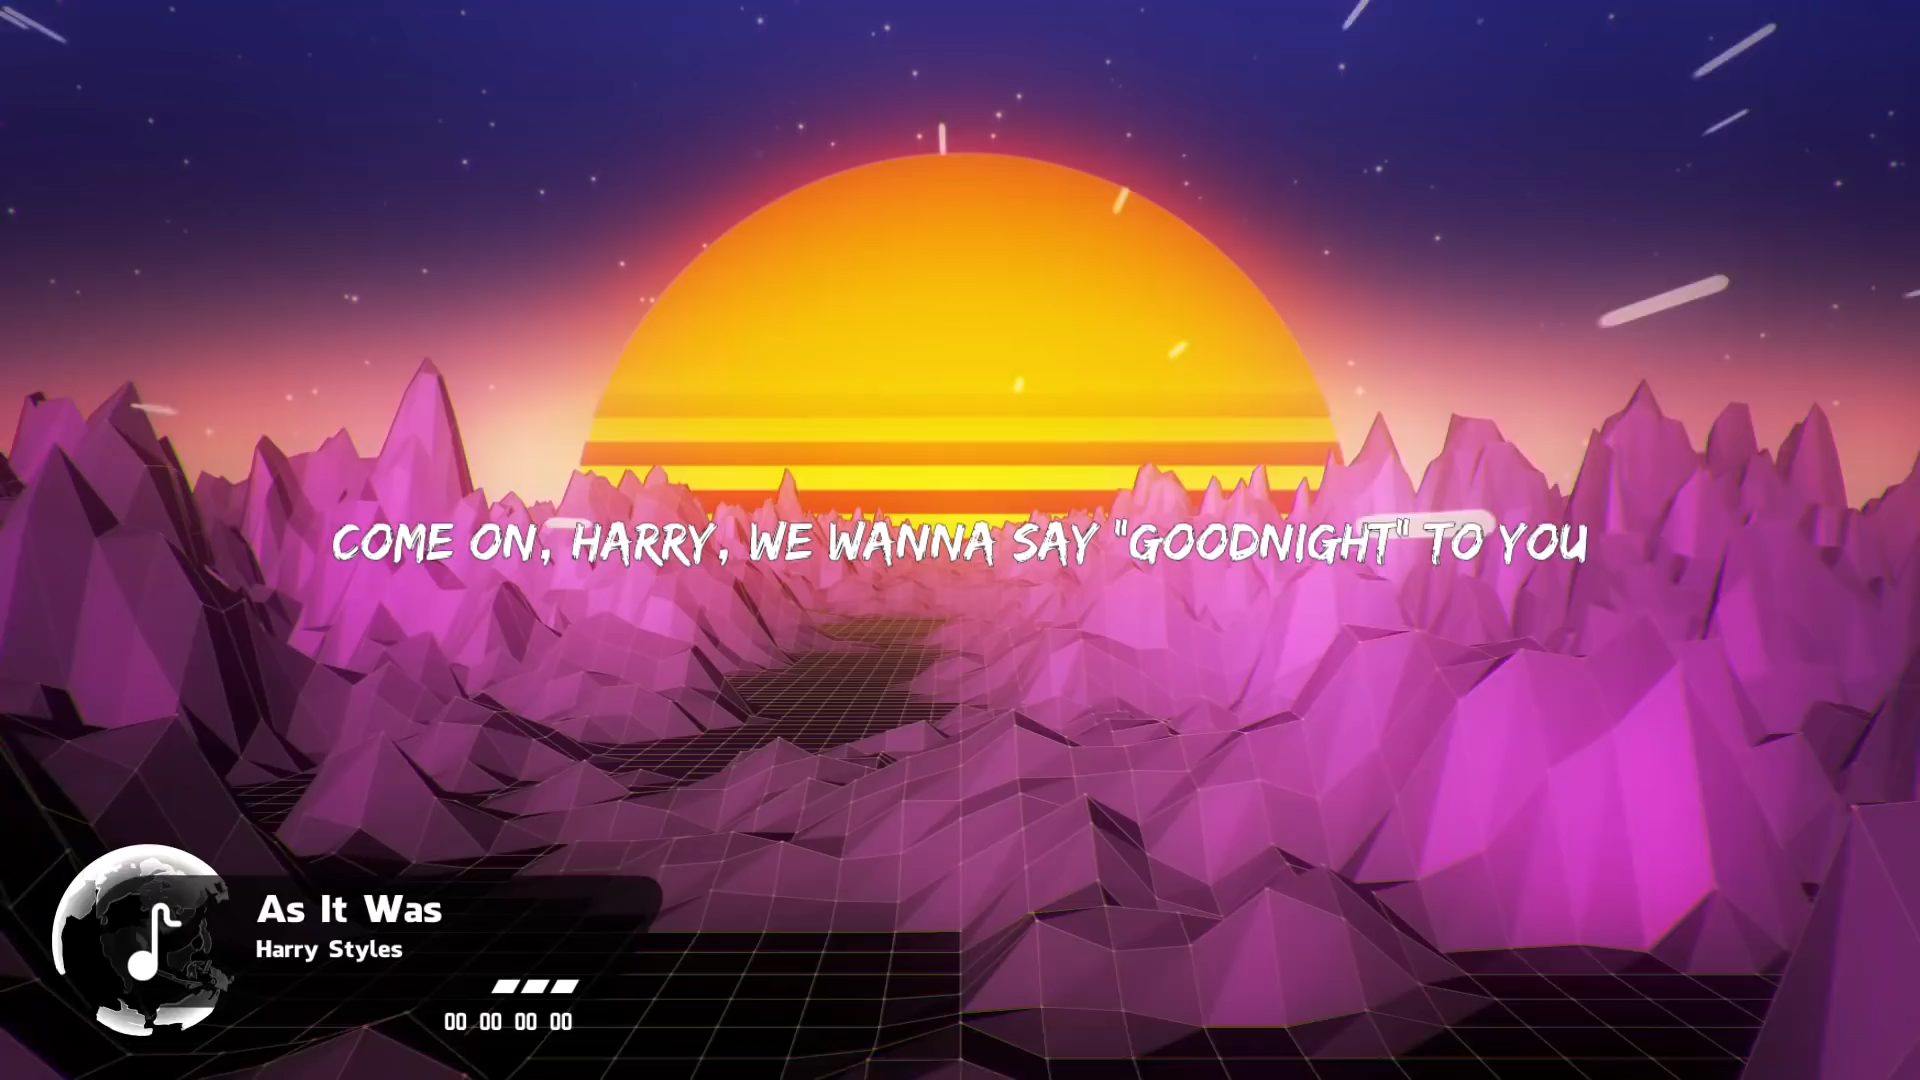 COME ON, HARRY, WE WANNA SAY "GOODNIGHT" TO YOU
As It Was
Harry Styles
00 00 00 00